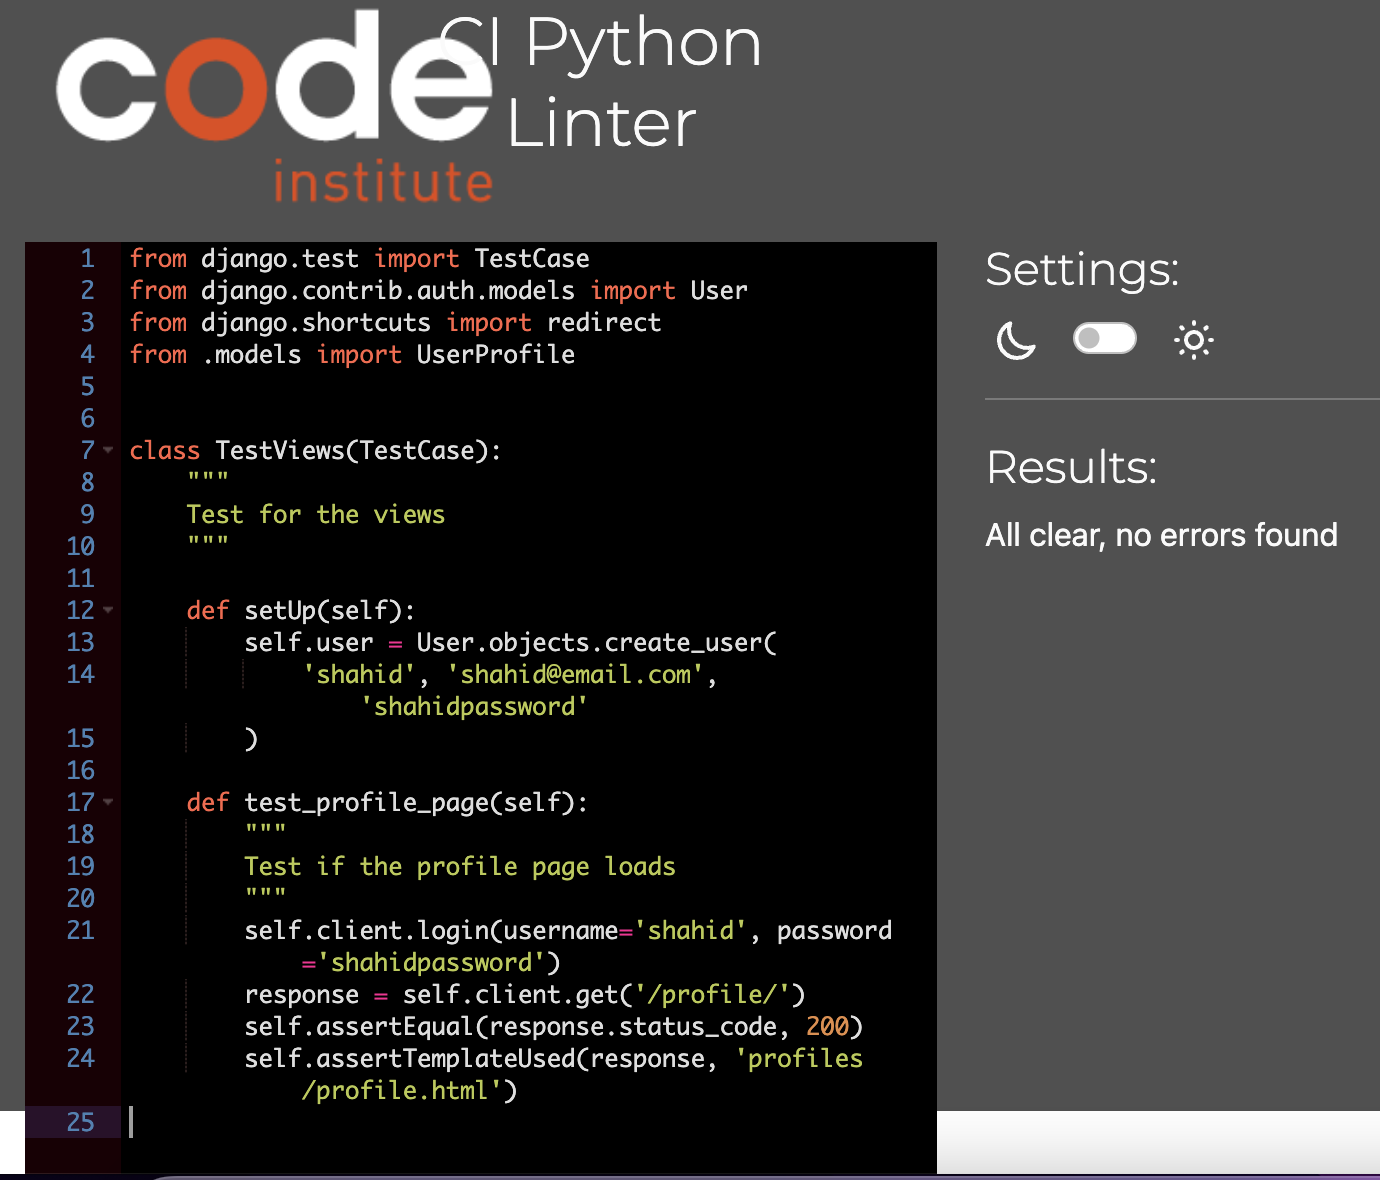 code
institute
CI Python
Linter
1 from django.test import TestCase
2 from django.contrib.auth.models import User
3 from django.shortcuts import redirect
4 from .models import UserProfile
5
6
7 class TestViews(TestCase):
8     """
9     Test for the views
10     """
11
12     def setUp(self):
13         self.user = User.objects.create_user(
14             'shahid', 'shahid@email.com',
                'shahidpassword'
15         )
16
17     def test_profile_page(self):
18         """
19         Test if the profile page loads
20         """
21         self.client.login(username='shahid', password
            ='shahidpassword')
22         response = self.client.get('/profile/')
23         self.assertEqual(response.status_code, 200)
24         self.assertTemplateUsed(response, 'profiles
            /profile.html')
25
Settings:
Results:
All clear, no errors found